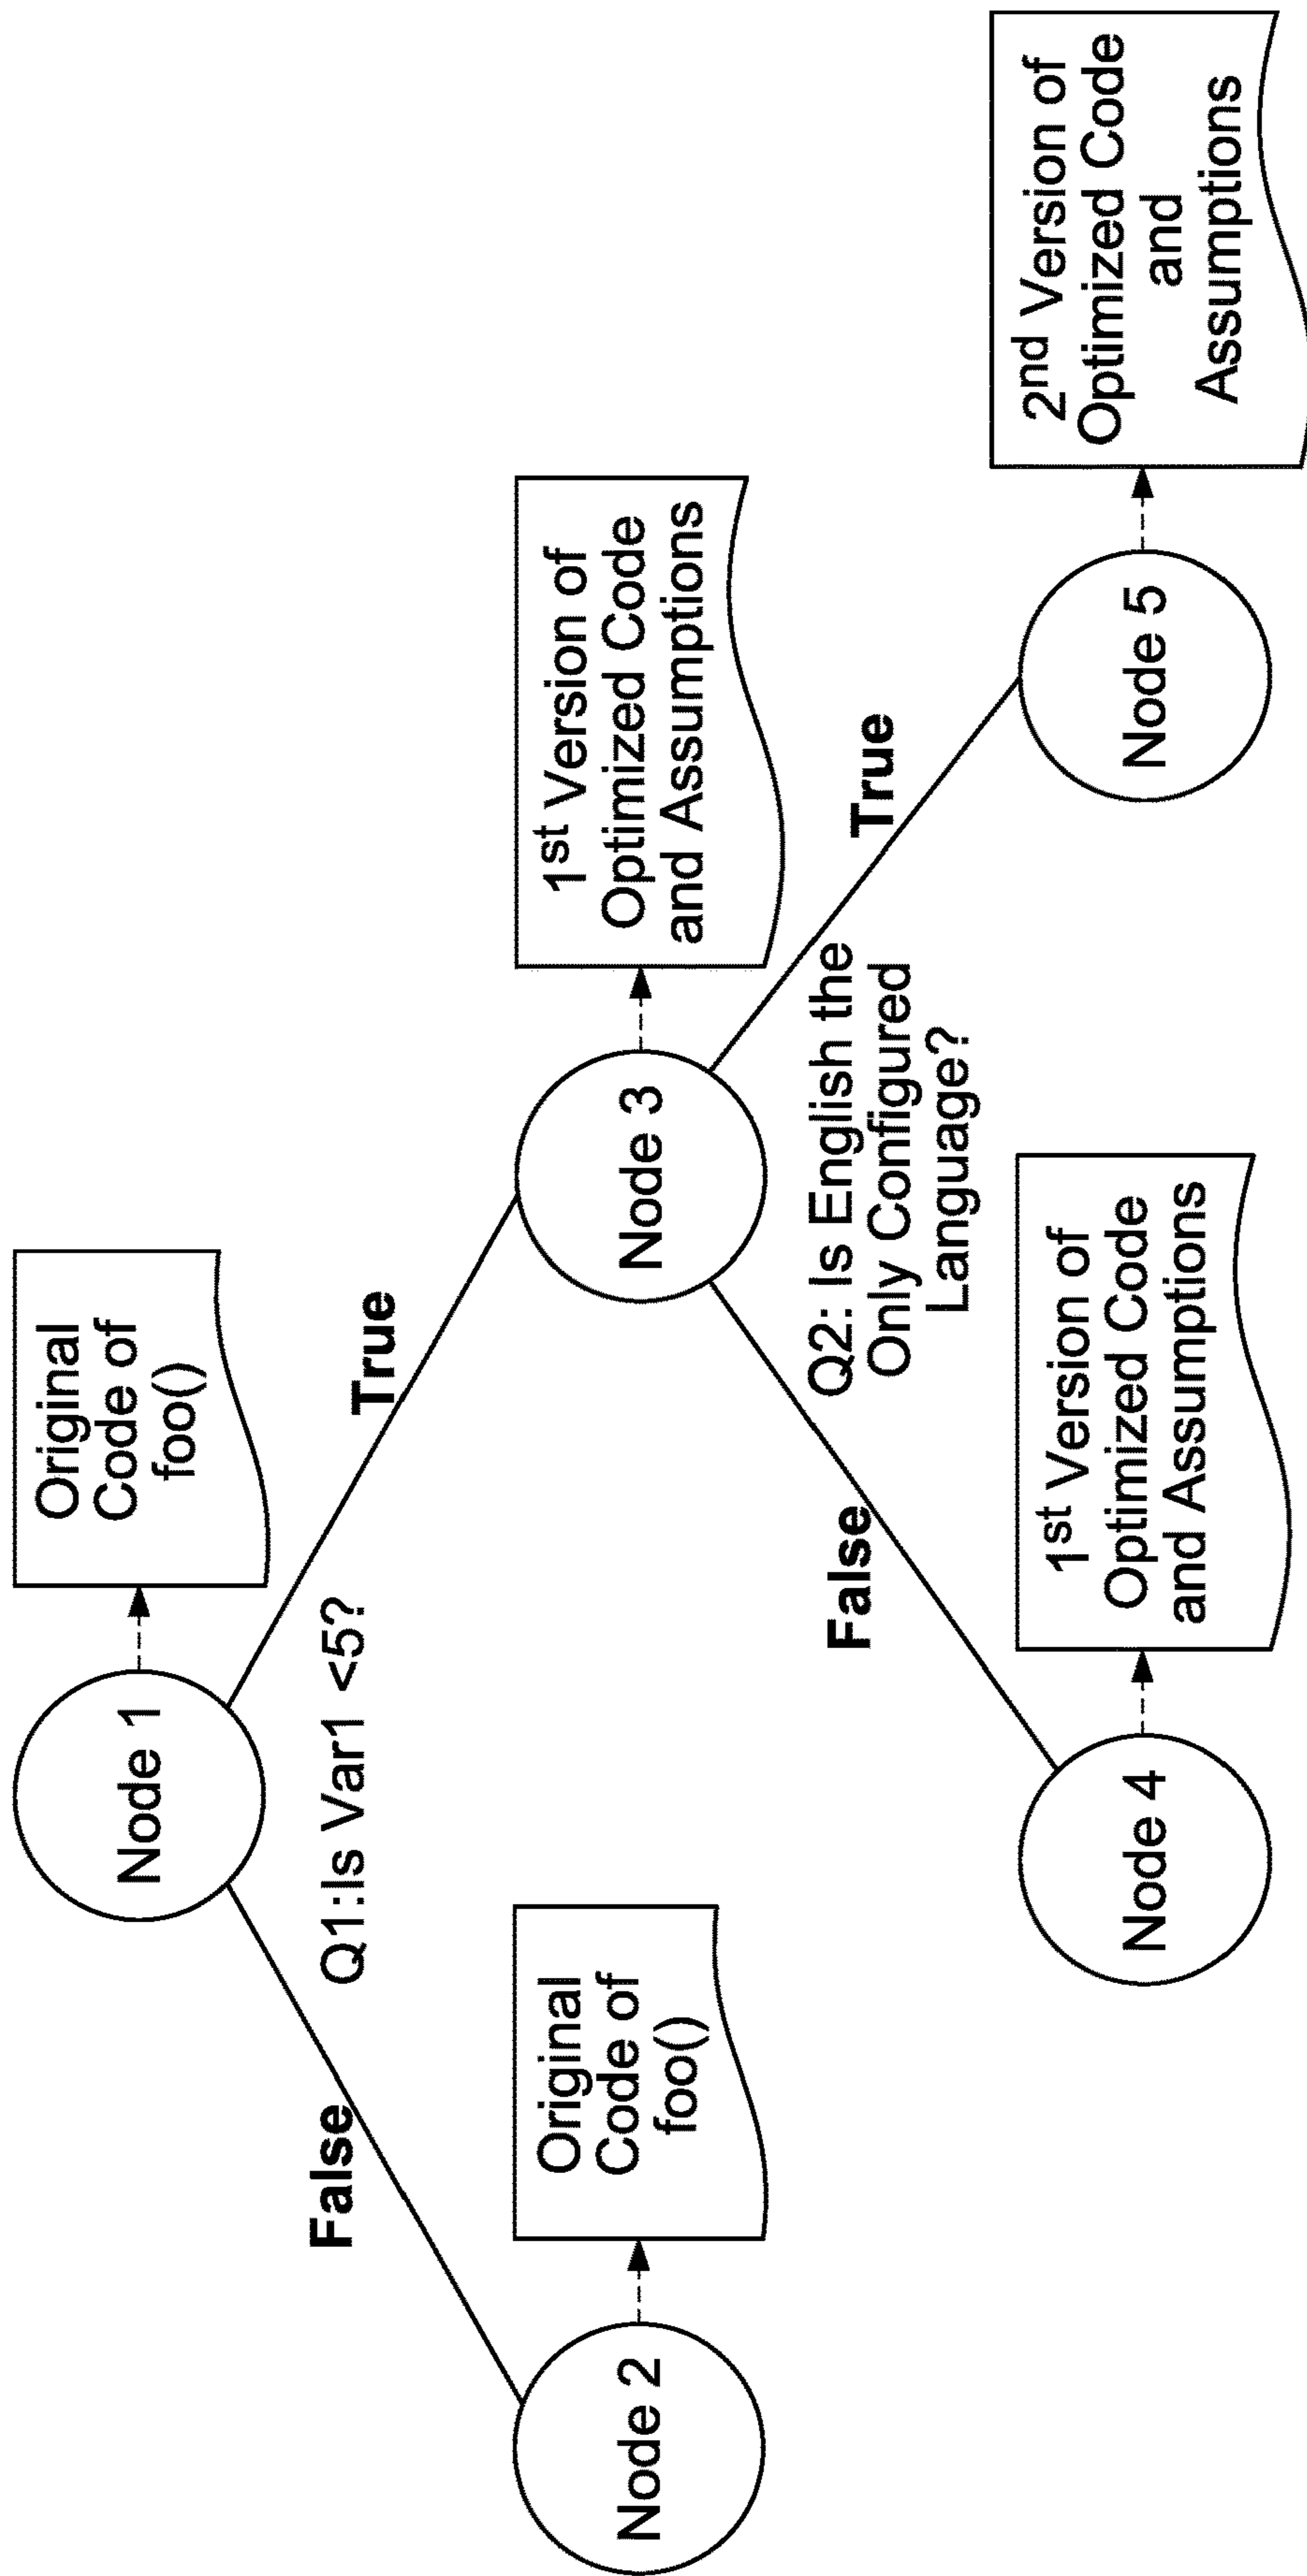 Node 1
Original
Code of
foo()
Q1:Is Var1 <5?
False
True
Node 2
Original
Code of
foo()
Node 3
1st Version of
Optimized Code
and Assumptions
Q2: Is English the
Only Configured
Language?
False
True
Node 4
1st Version of
Optimized Code
and Assumptions
Node 5
2nd Version of
Optimized Code
and
Assumptions